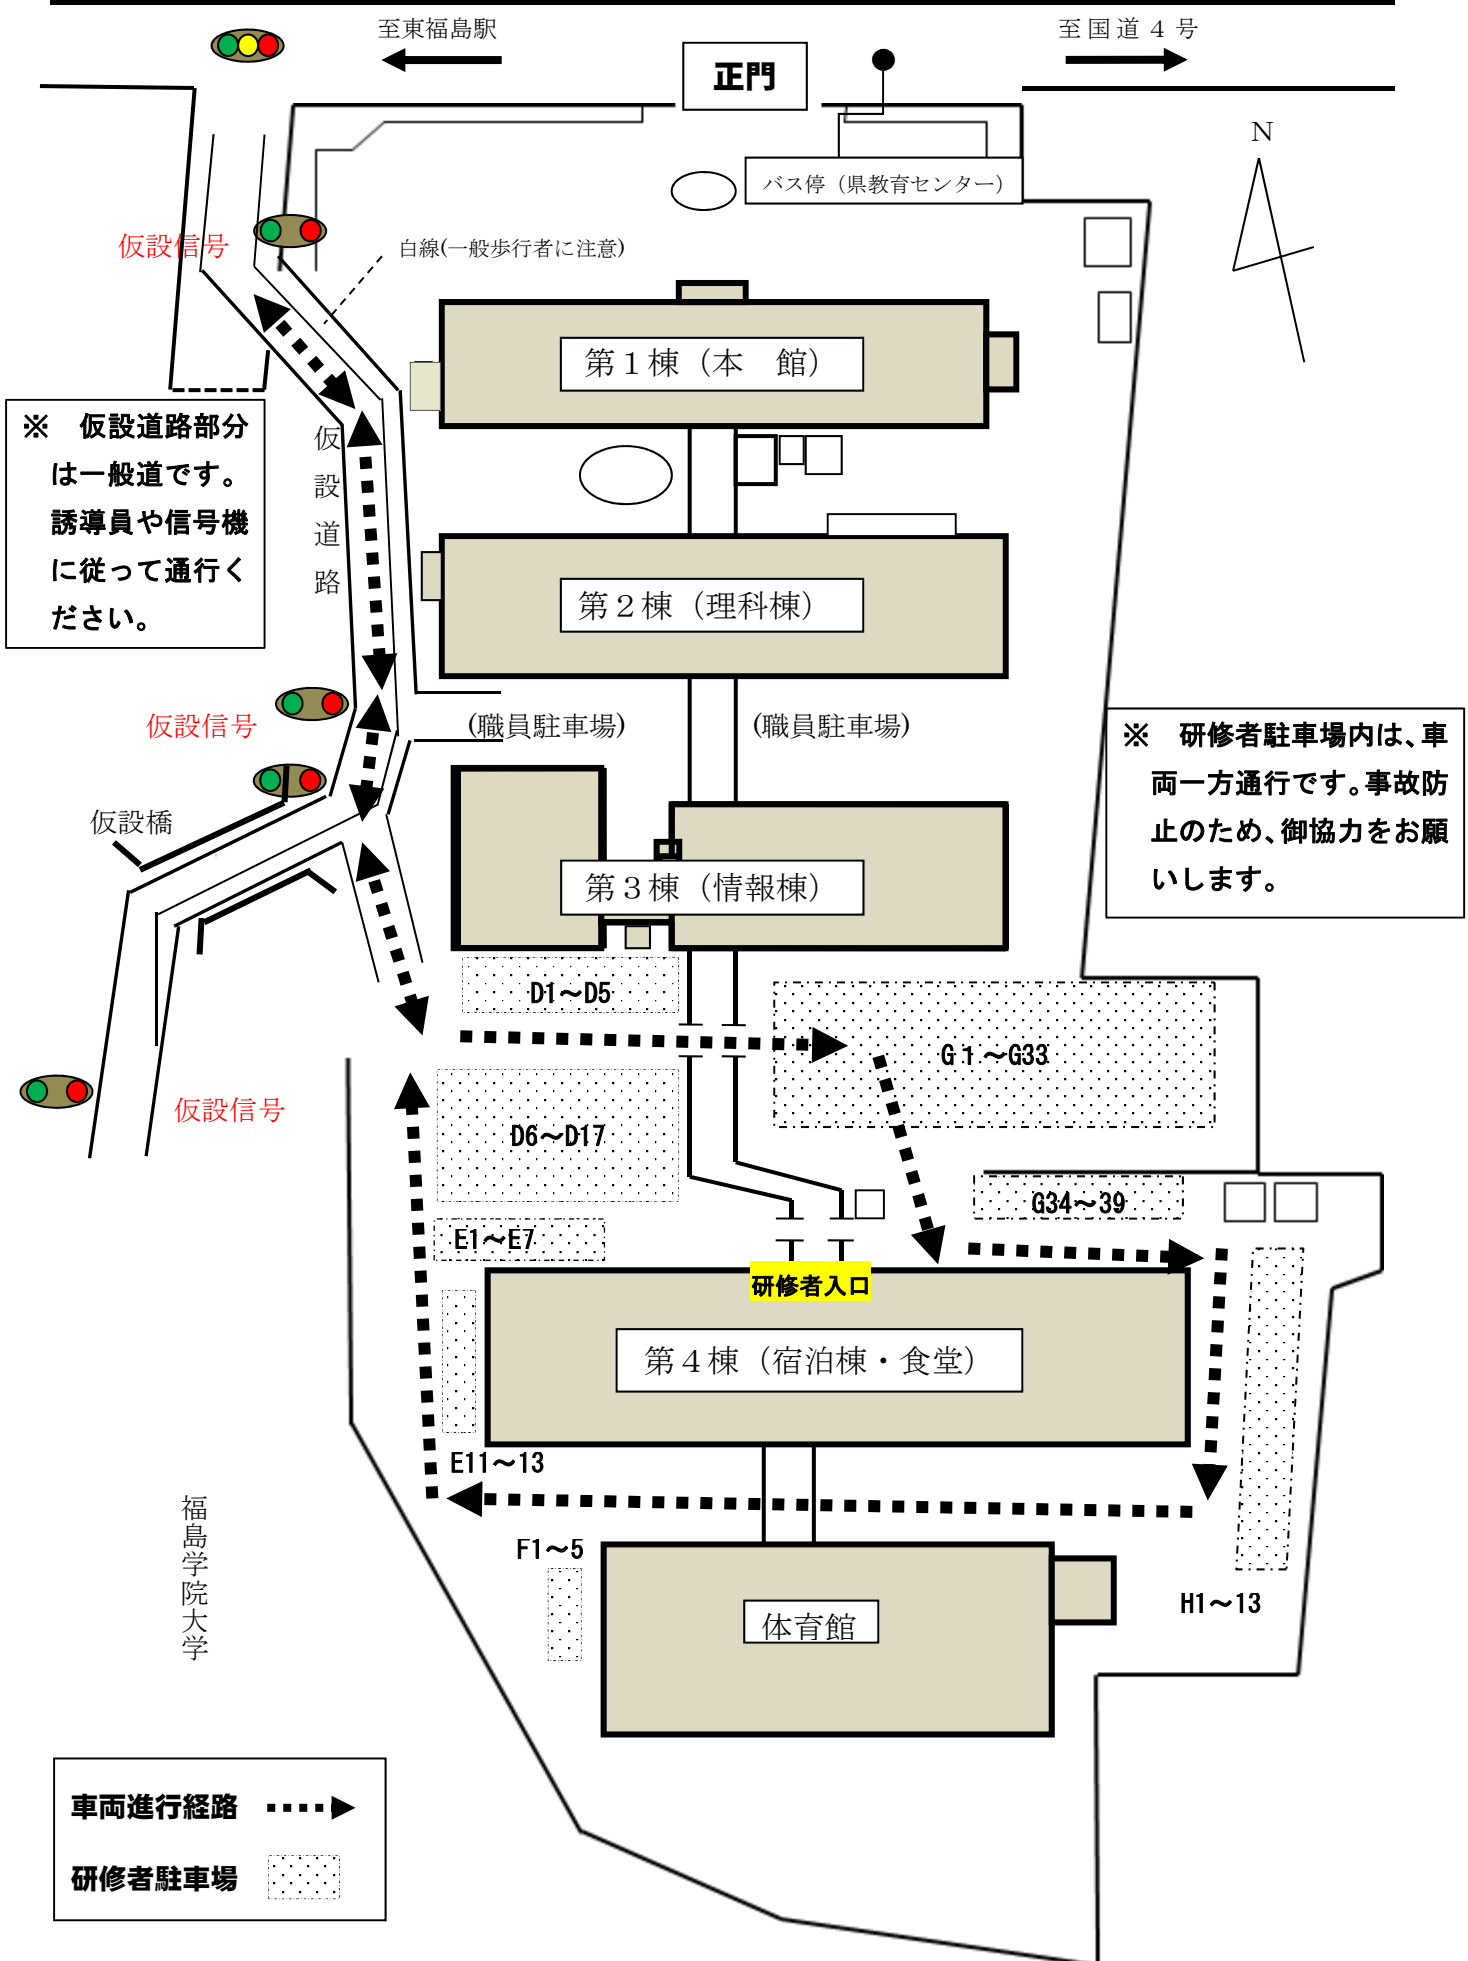 至東福島駅
至国道４号
正門
N
バス停（県教育センター）
仮設信号
白線(一般歩行者に注意)
第１棟（本　館）
※　仮設道路部分
は一般道です。
誘導員や信号機
に従って通行く
ださい。
仮設道路
第２棟（理科棟）
仮設信号
(職員駐車場)
(職員駐車場)
※　研修者駐車場内は、車
両一方通行です。事故防
止のため、御協力をお願
いします。
仮設橋
第３棟（情報棟）
D1～D5
G１～G33
仮設信号
D6～D17
G34～39
E1～E7
研修者入口
第４棟（宿泊棟・食堂）
E11～13
福島学院大学
F1～5
H1～13
体育館
車両進行経路
研修者駐車場